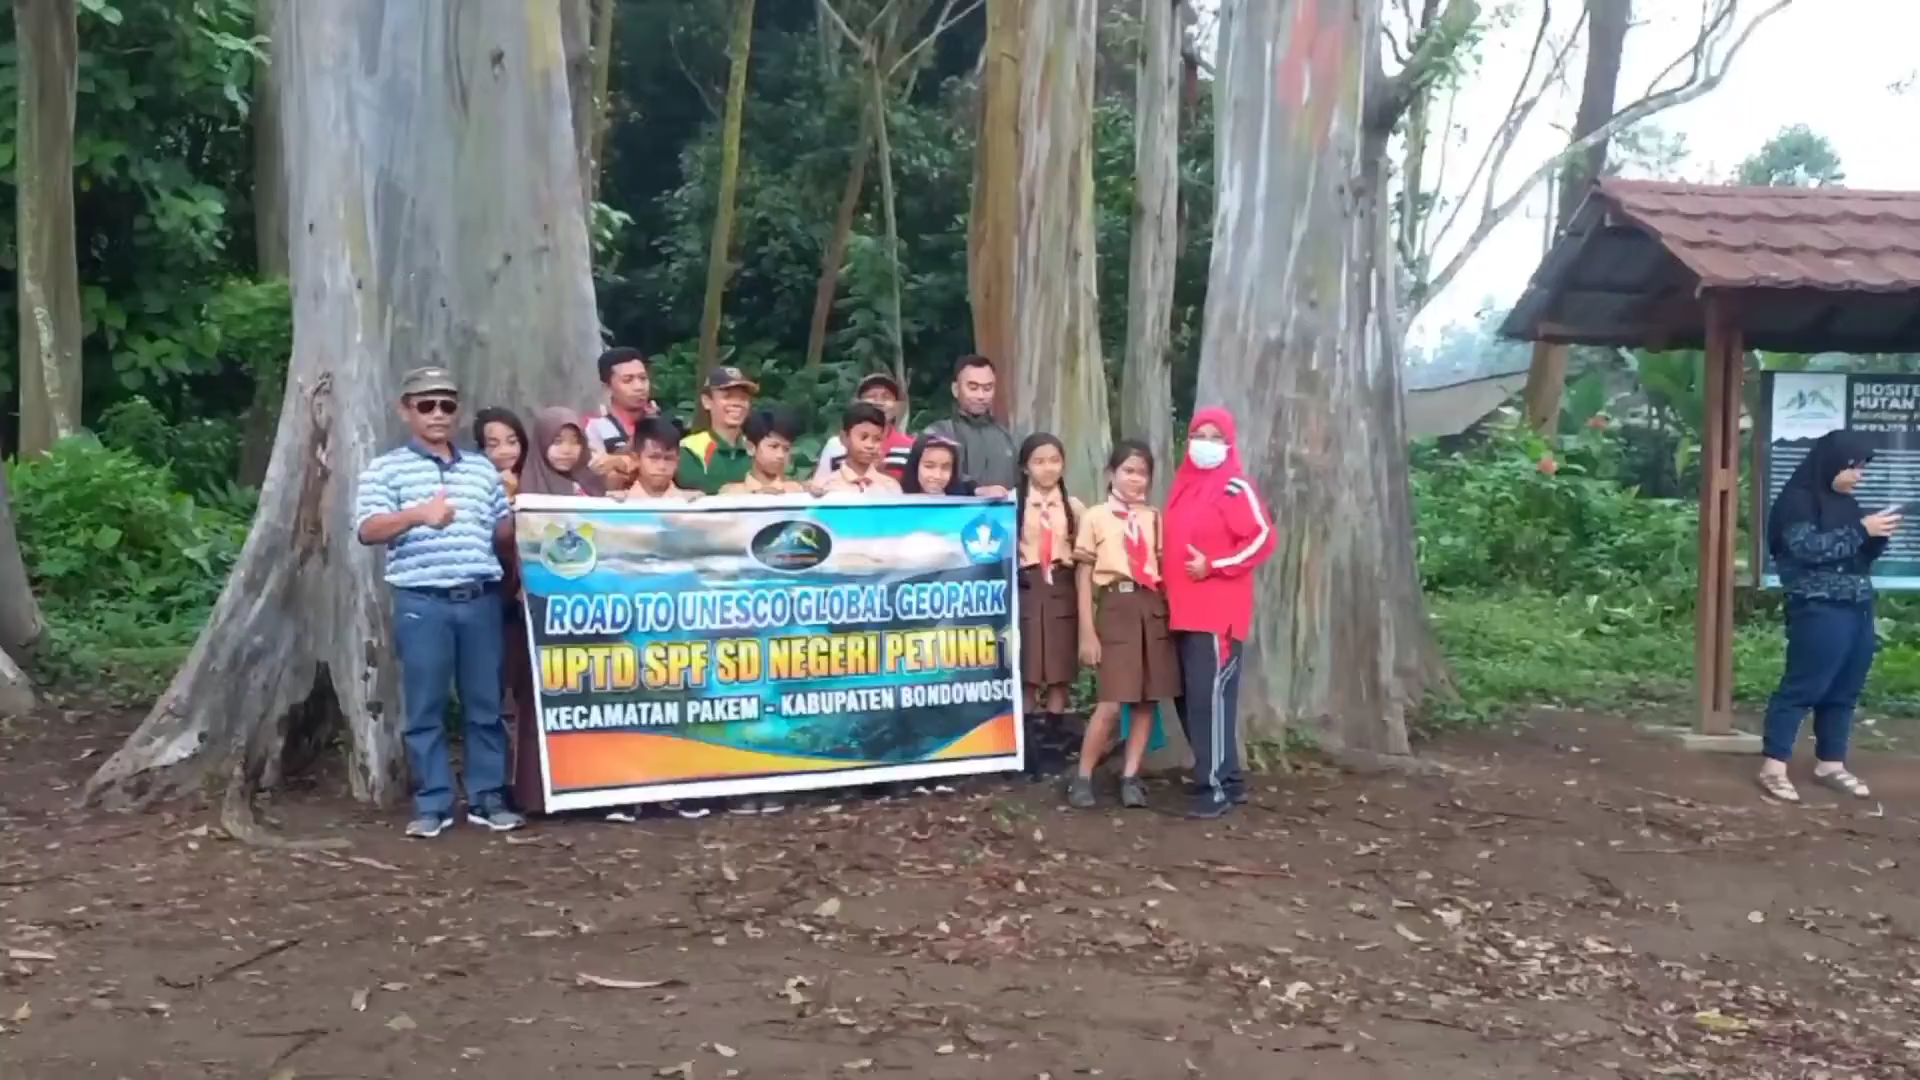 ROAD TO UNESCO GLOBAL GEOPARK
UPTD SPF SD NEGERI PETUNG 1
KECAMATAN PAKEM - KABUPATEN BONDOWOSO
BIOSITE
HUTAN